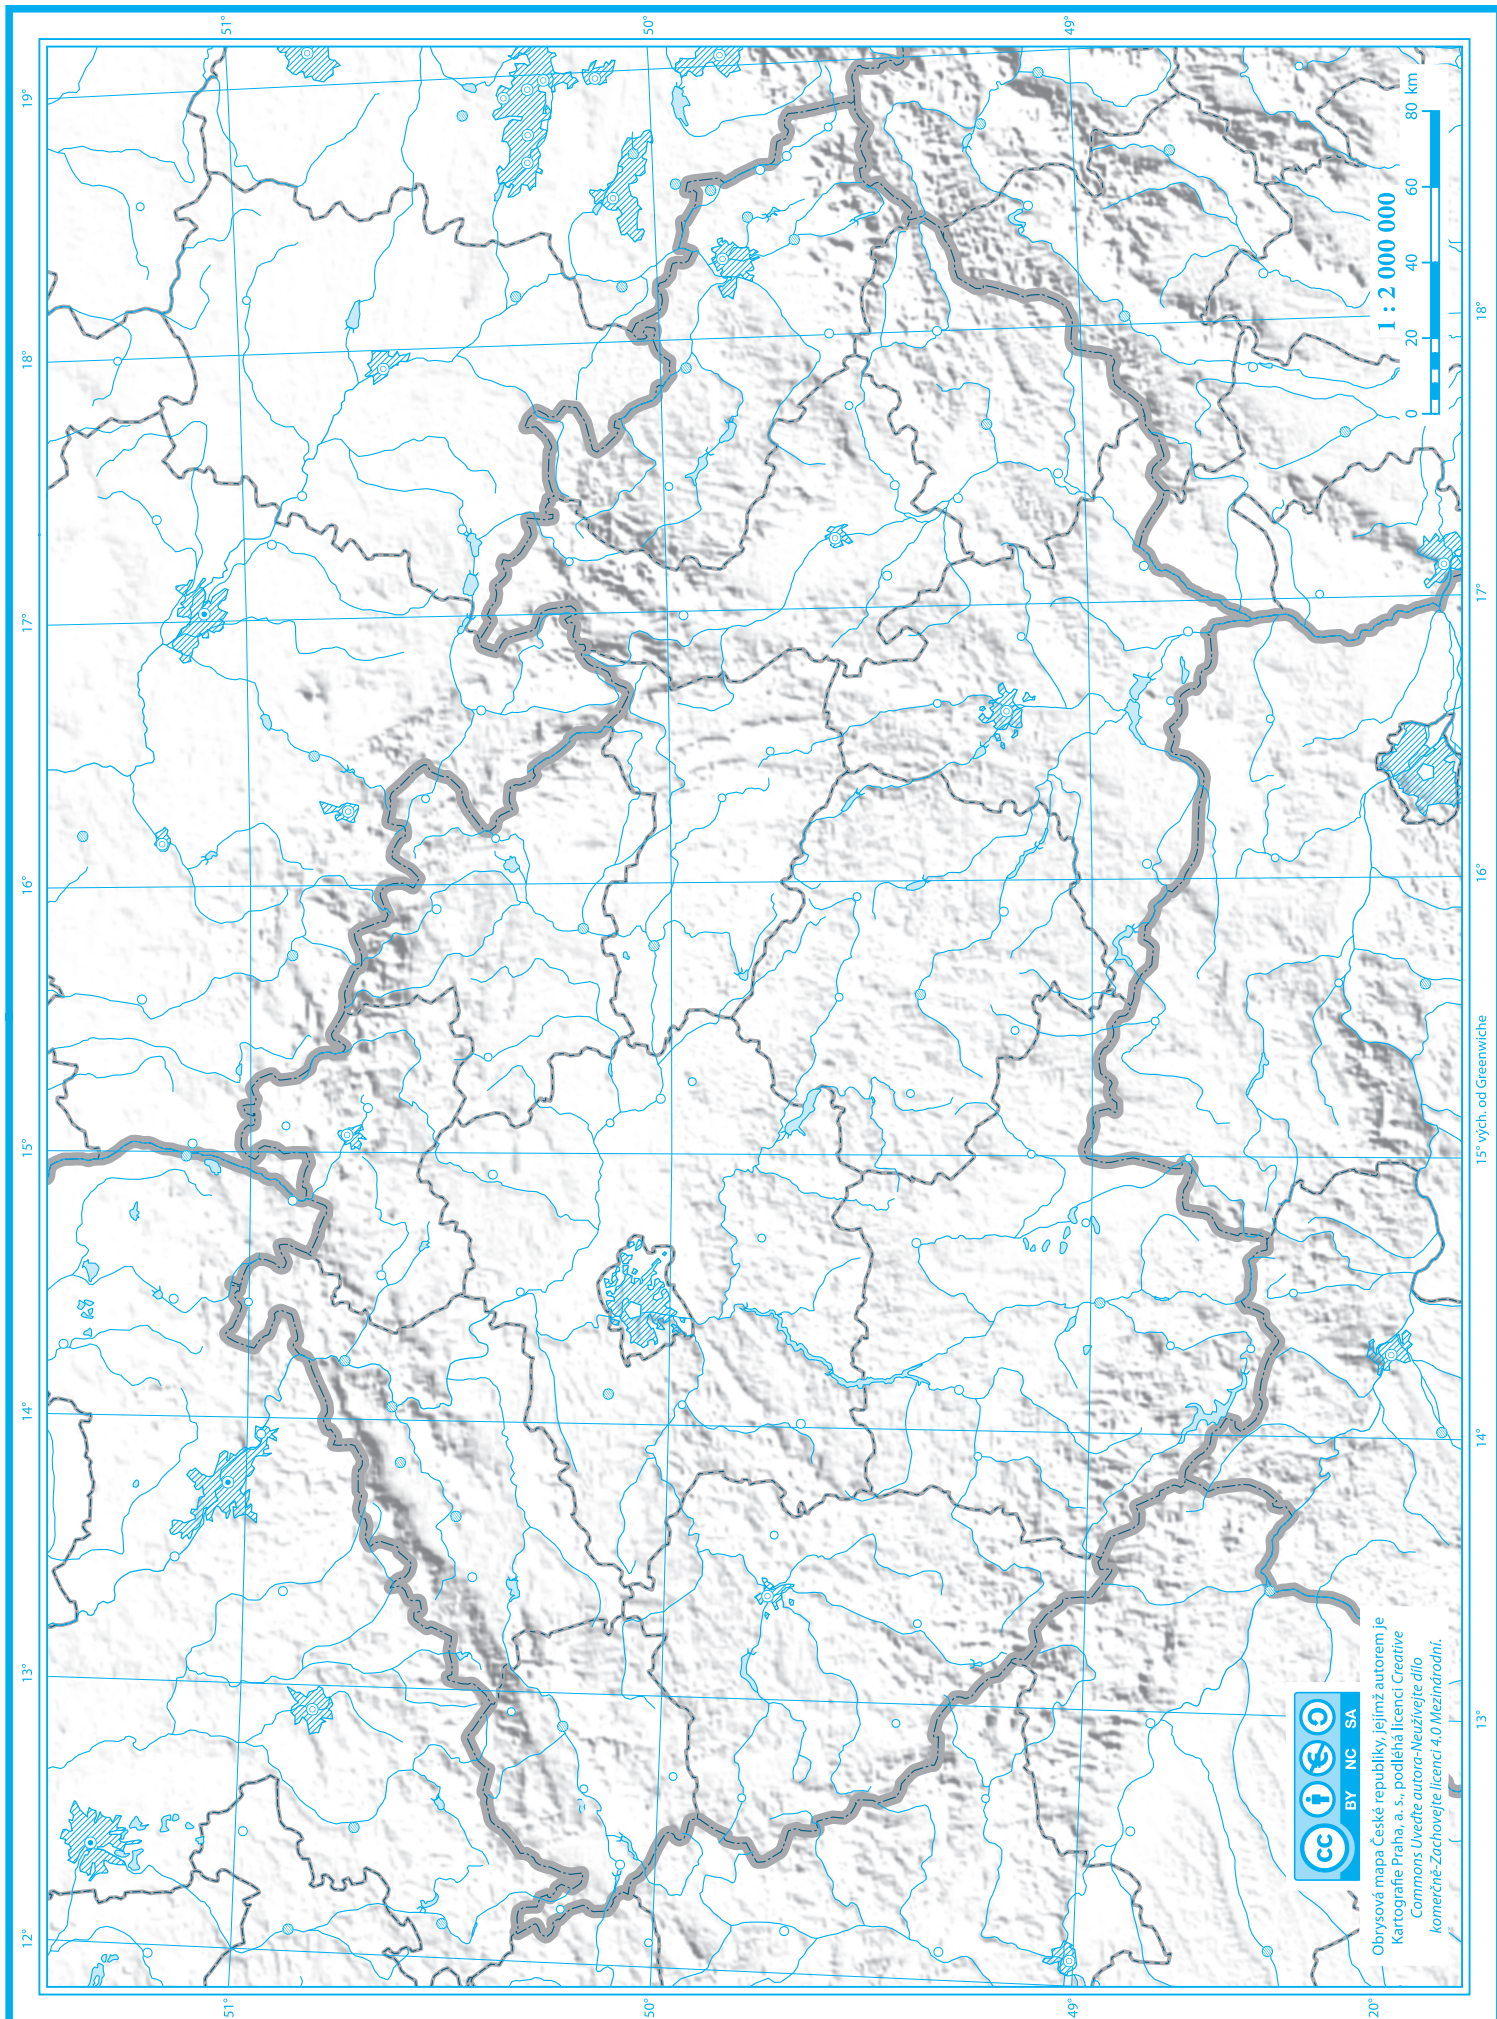 51°
50°
49°
19°
18°
17°
16°
15°
14°
13°
12°
18°
17°
16°
15° vých. od Greenwiche
14°
13°
51°
50°
49°
20°
1 : 2 000 000
0 20 40 60 80 km
cc
BY NC SA
Obrysová mapa České republiky, jejímž autorem je
Kartografie Praha, a. s., podléhá licenci Creative
Commons Uveďte autora-Neužívejte dílo
komerčně-Zachovejte licenci 4.0 Mezinárodní.